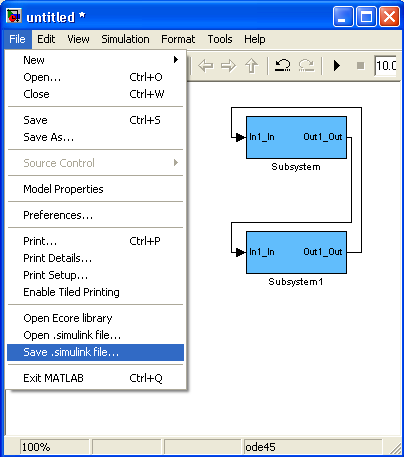 untitled *
File Edit View Simulation Format Tools Help
10.0
New
Open... Ctrl+O
Close Ctrl+W
Save Ctrl+S
Save As...
Source Control
Model Properties
Preferences...
Print... Ctrl+P
Print Details...
Print Setup...
Enable Tiled Printing
Open Ecore library
Open .simulink file...
Save .simulink file...
Exit MATLAB Ctrl+Q
In1_In Out1_Out
Subsystem
In1_In Out1_Out
Subsystem1
100% ode45